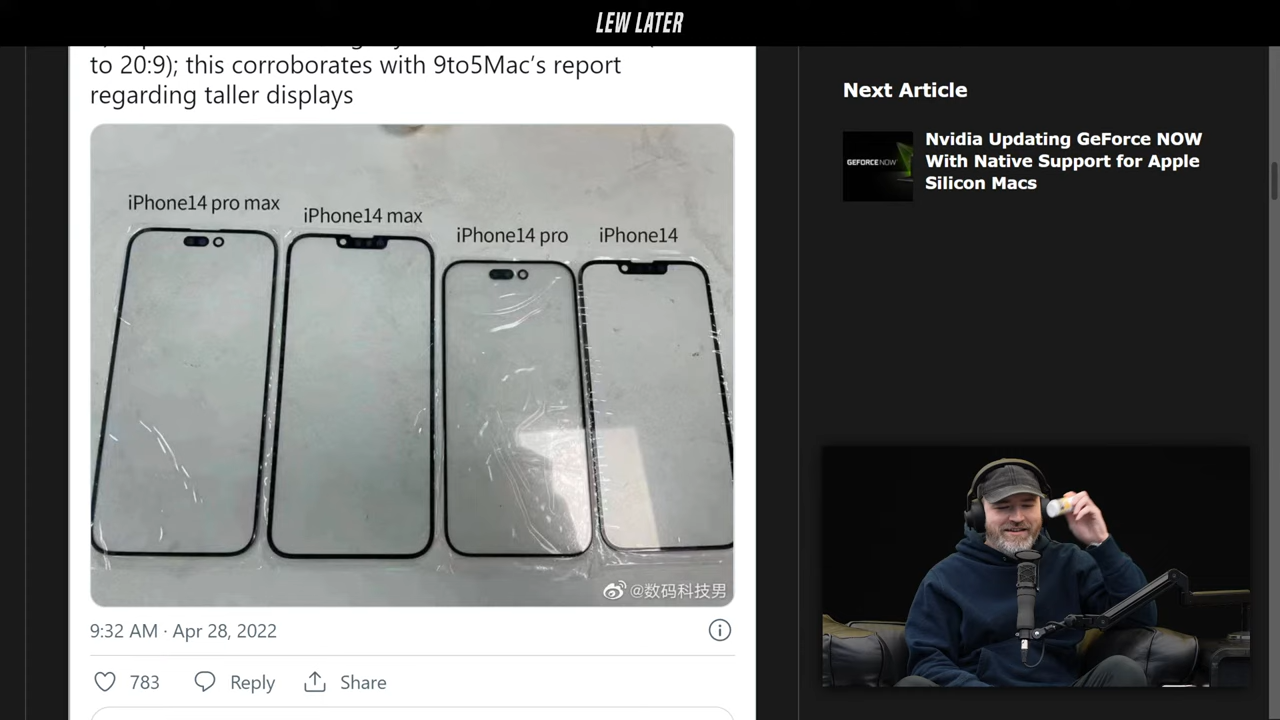 LEW LATER
to 20:9); this corroborates with 9to5Mac's report
regarding taller displays
iPhone14 pro max
iPhone14 max
iPhone14 pro
iPhone14
@数码科技男
9:32 AM · Apr 28, 2022
783
Reply
Share
Next Article
GEFORCE NOW
Nvidia Updating GeForce NOW
With Native Support for Apple
Silicon Macs